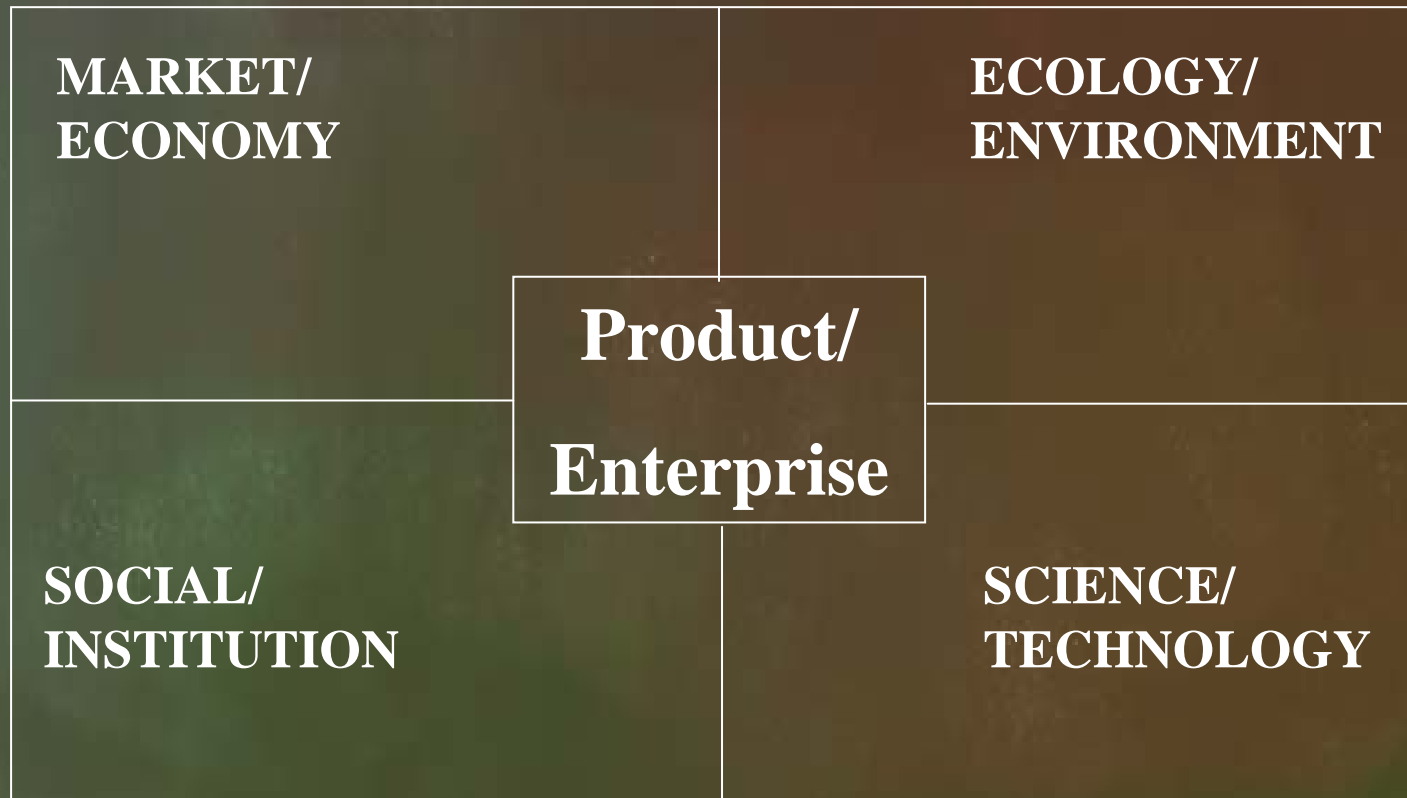 MARKET/
ECONOMY
ECOLOGY/
ENVIRONMENT
Product/
Enterprise
SOCIAL/
INSTITUTION
SCIENCE/
TECHNOLOGY